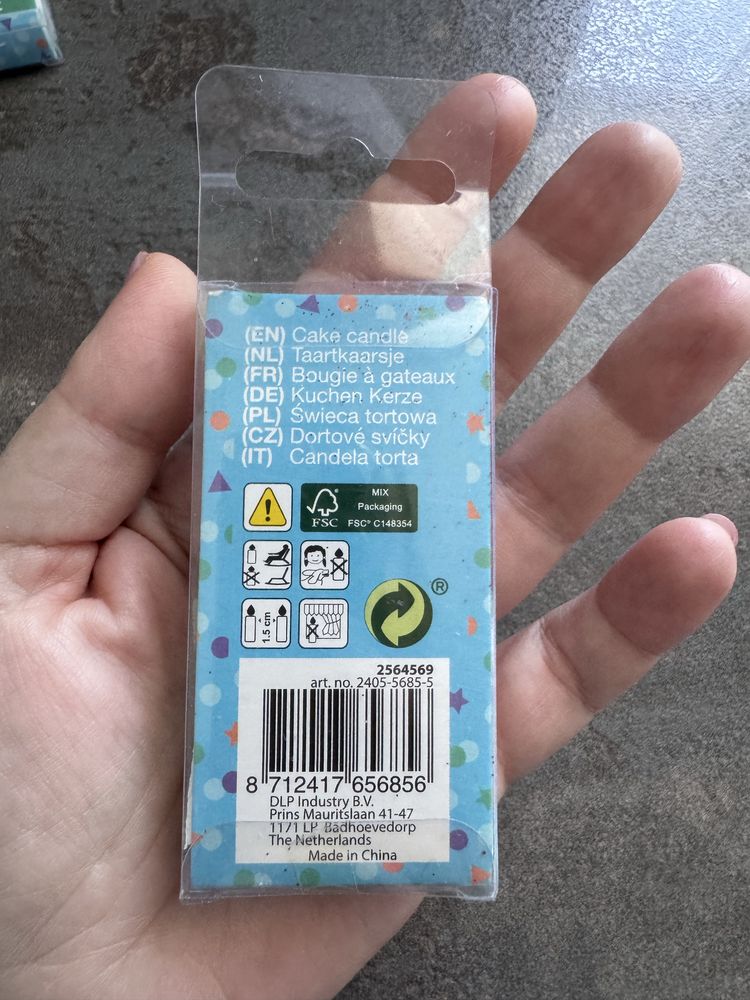 (EN) Cake candle
(NL) Taartkaarsje
(FR) Bougie à gateaux
(DE) Kuchen Kerze
(PL) Świeca tortowa
(CZ) Dortové svíčky
(IT) Candela torta
FSC
MIX
Packaging
FSC® C148354
1.5 cm
®
2564569
art. no. 2405-5685-5
8 712417 656856
DLP Industry B.V.
Prins Mauritslaan 41-47
1171 LP Badhoevedorp
The Netherlands
Made in China